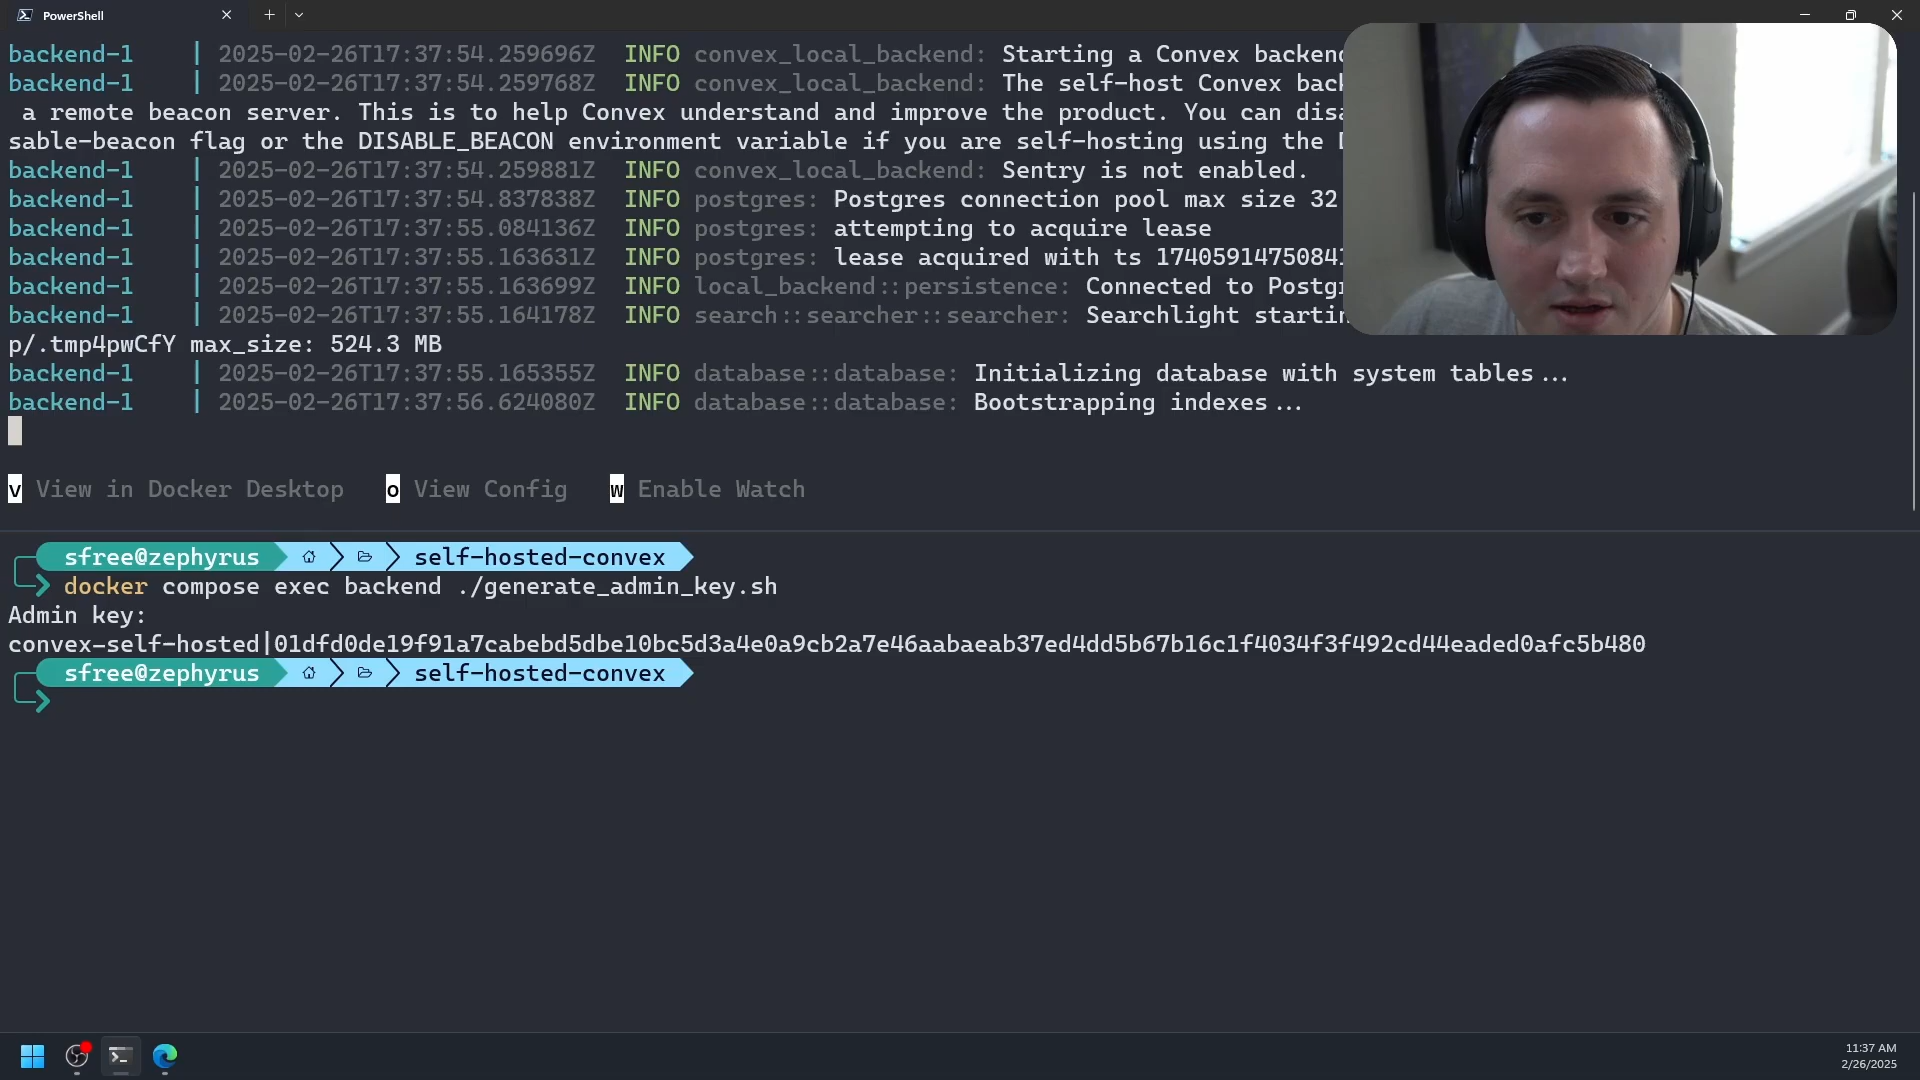 PowerShell
backend-1 | 2025-02-26T17:37:54.259696Z INFO convex_local_backend: Starting a Convex backend
backend-1 | 2025-02-26T17:37:54.259768Z INFO convex_local_backend: The self-host Convex
a remote beacon server. This is to help Convex understand and improve the product. You can
sable-beacon flag or the DISABLE_BEACON environment variable if you are self-hosting using the
backend-1 | 2025-02-26T17:37:54.259881Z INFO convex_local_backend: Sentry is not enabled.
backend-1 | 2025-02-26T17:37:54.837838Z INFO postgres: Postgres connection pool max size 32
backend-1 | 2025-02-26T17:37:55.084136Z INFO postgres: attempting to acquire lease
backend-1 | 2025-02-26T17:37:55.163631Z INFO postgres: lease acquired with ts
backend-1 | 2025-02-26T17:37:55.163699Z INFO local_backend::persistence: Connected to
backend-1 | 2025-02-26T17:37:55.164178Z INFO search::searcher::searcher: Searchlight
p/.tmp4pwCfY max_size: 524.3 MB
backend-1 | 2025-02-26T17:37:55.165355Z INFO database::database: Initializing database with system tables...
backend-1 | 2025-02-26T17:37:56.624080Z INFO database::database: Bootstrapping indexes...
v View in Docker Desktop o View Config w Enable Watch
sfree@zephyrus self-hosted-convex
docker compose exec backend ./generate_admin_key.sh
Admin key:
convex-self-hosted|01dfd0de19f91a7cabebd5dbe10bc5d3a4e0a9cb2a7e46aabaeab37ed4dd5b67b16c1f4034f3f492cd44eaded0afc5b480
sfree@zephyrus self-hosted-convex
11:37 AM
2/26/2025